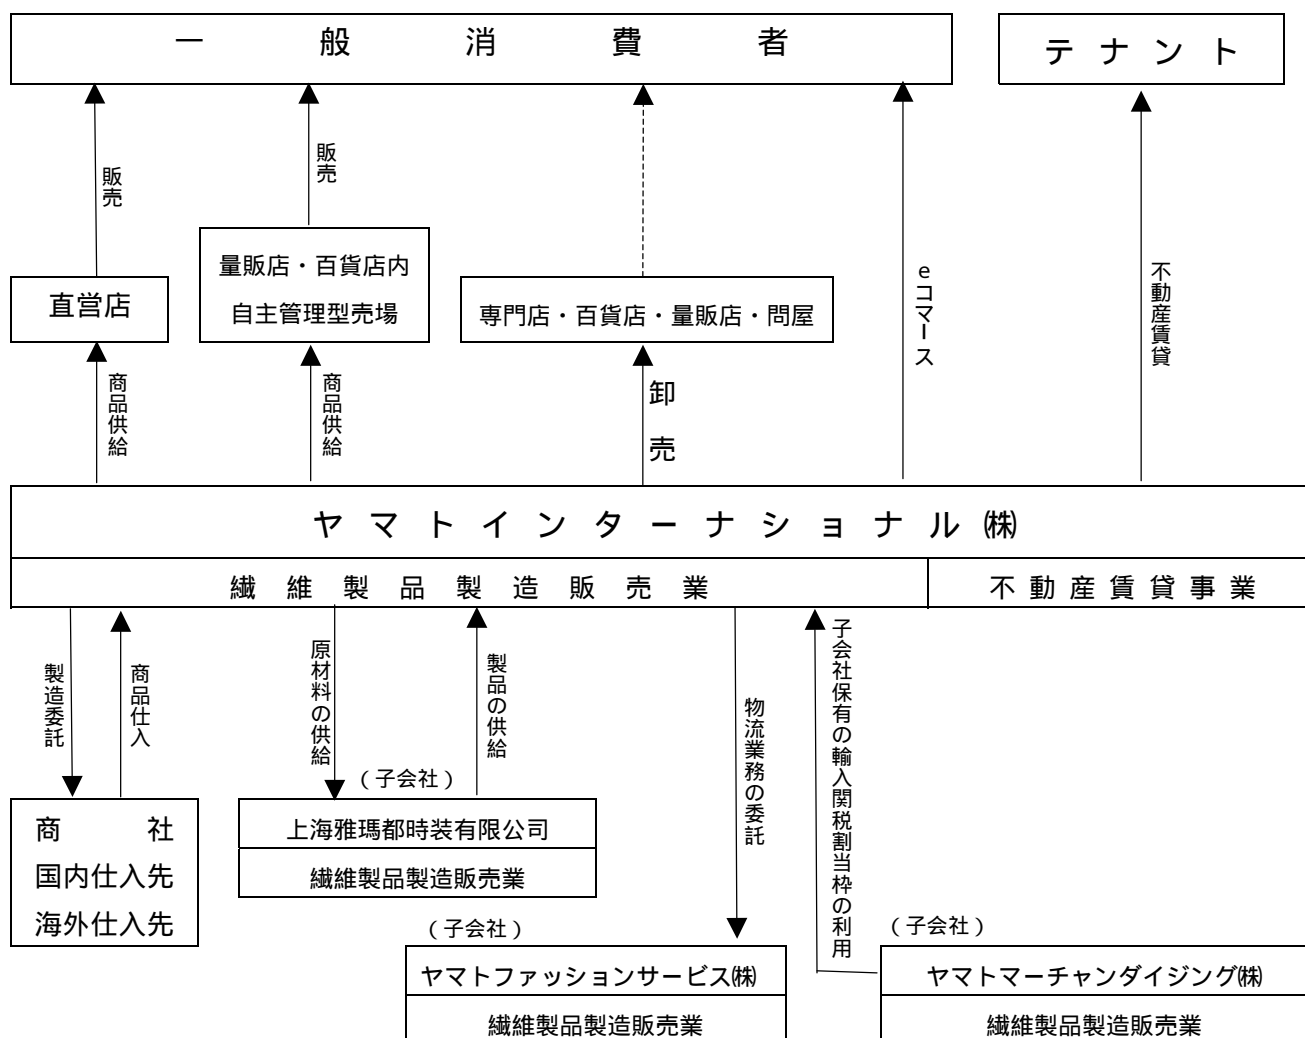 一般消費者
テナント
販売
販売
量販店・百貨店内
自主管理型売場
直営店
専門店・百貨店・量販店・問屋
eコマース
不動産賃貸
商品供給
商品供給
卸売
ヤマトインターナショナル㈱
繊維製品製造販売業
不動産賃貸事業
製造委託
商品仕入
原材料の供給
製品の供給
物流業務の委託
子会社保有の輸入関税割当枠の利用
(子会社)
商社
国内仕入先
海外仕入先
上海雅瑪都時装有限公司
繊維製品製造販売業
(子会社)
ヤマトファッションサービス㈱
繊維製品製造販売業
(子会社)
ヤマトマーチャンダイジング㈱
繊維製品製造販売業